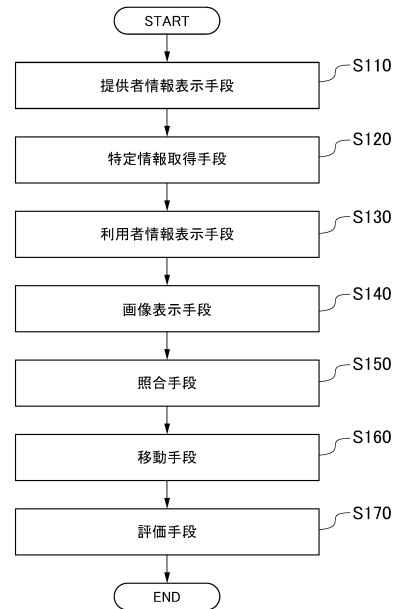 START
提供者情報表示手段
S110
特定情報取得手段
S120
利用者情報表示手段
S130
画像表示手段
S140
照合手段
S150
移動手段
S160
評価手段
S170
END